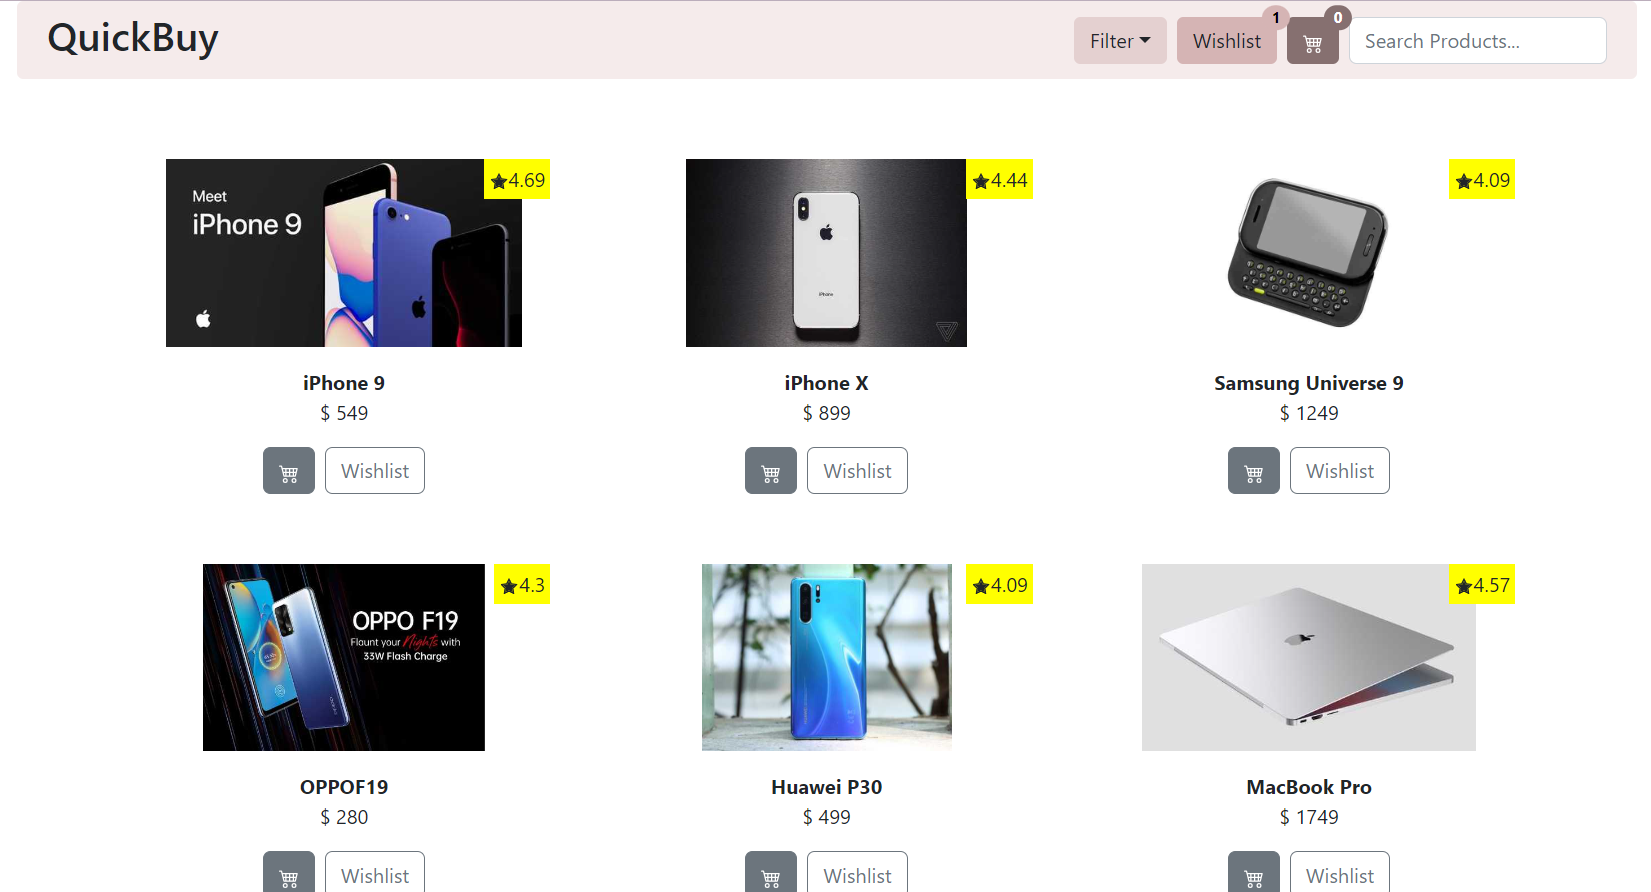 QuickBuy
Filter
Wishlist
1
0
Search Products...
Meet
iPhone 9
4.69
4.44
iPhone
4.09
iPhone 9
$ 549
Wishlist
iPhone X
$ 899
Wishlist
Samsung Universe 9
$ 1249
Wishlist
OPPO F19
Flaunt your Nights with
33W Flash Charge
4.3
4.09
4.57
OPPOF19
$ 280
Wishlist
Huawei P30
$ 499
Wishlist
MacBook Pro
$ 1749
Wishlist